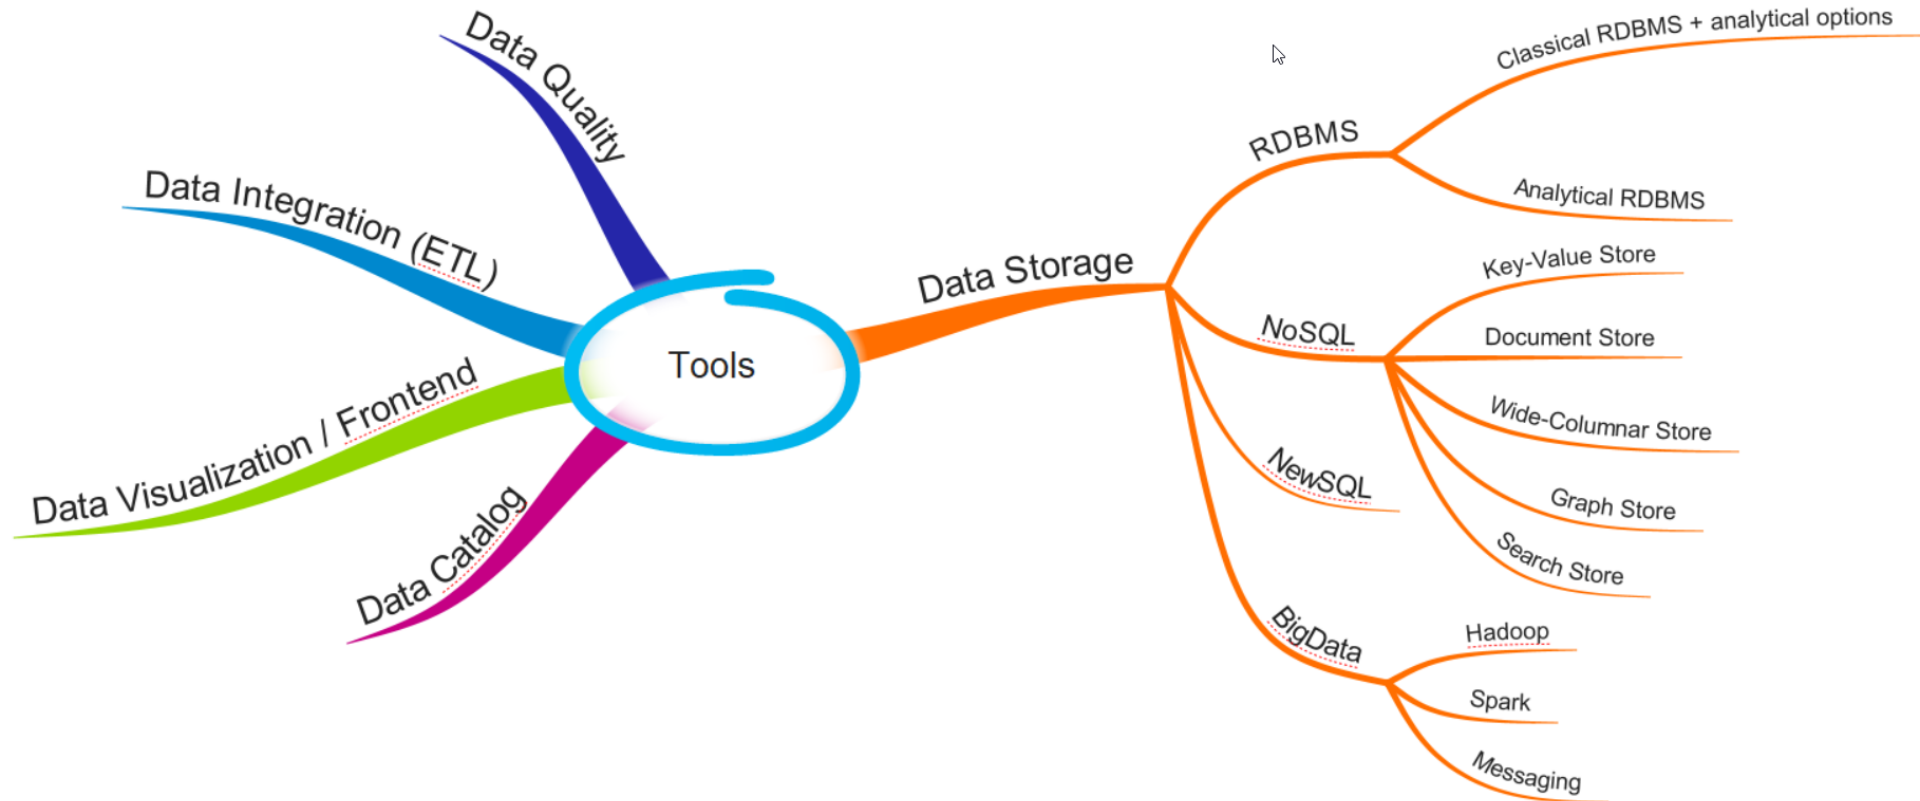 Data Quality
Data Integration (ETL)
Data Visualization / Frontend
Data Catalog
Tools
Data Storage
RDBMS
Classical RDBMS + analytical options
Analytical RDBMS
NoSQL
Key-Value Store
Document Store
Wide-Columnar Store
Graph Store
Search Store
NewSQL
BigData
Hadoop
Spark
Messaging